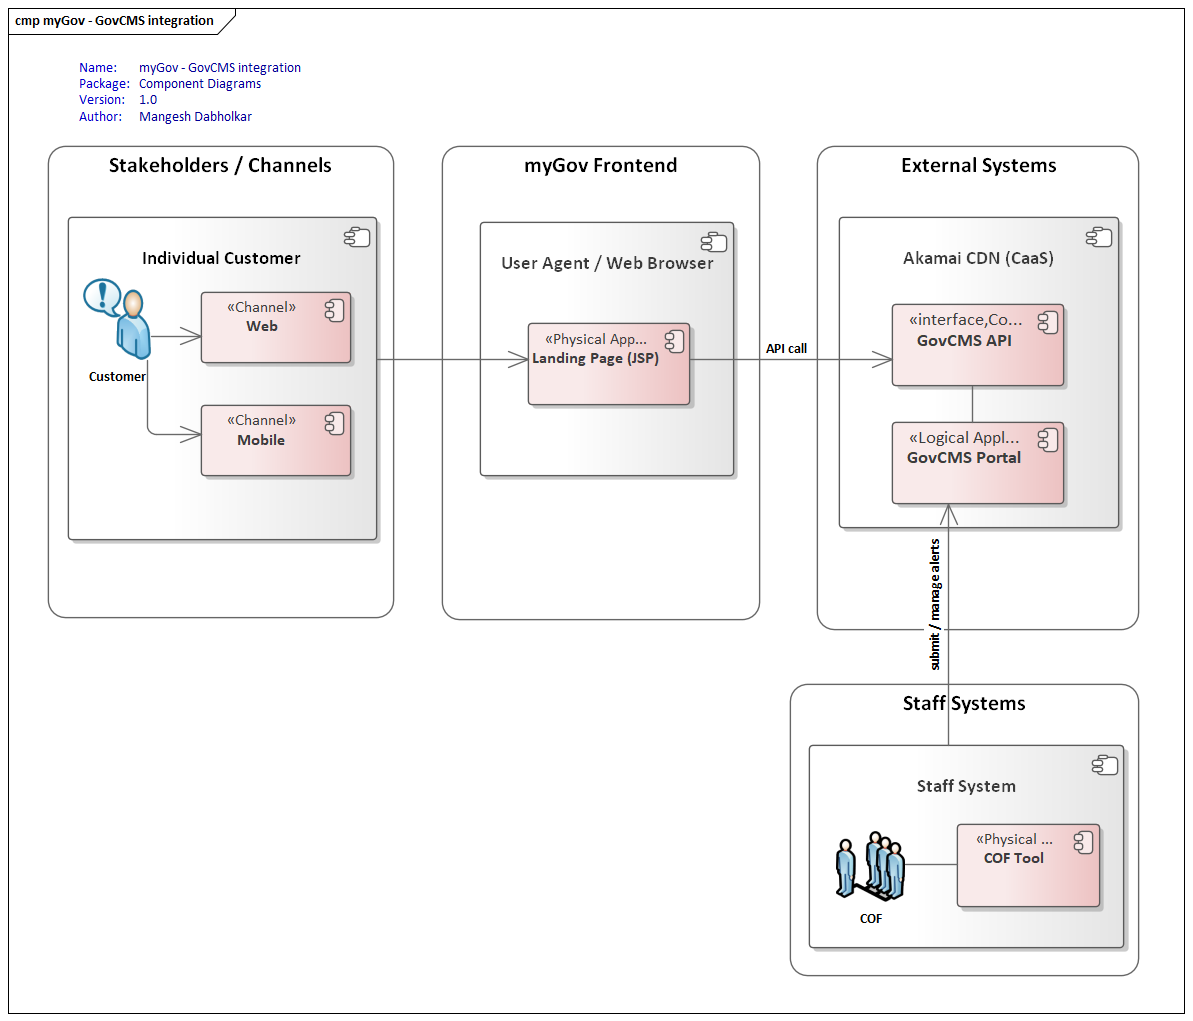 cmp myGov - GovCMS integration
Name: myGov - GovCMS integration
Package: Component Diagrams
Version: 1.0
Author: Mangesh Dabholkar
Stakeholders / Channels
Individual Customer
Customer
«Channel»
Web
«Channel»
Mobile
myGov Frontend
User Agent / Web Browser
«Physical App...
Landing Page (JSP)
API call
External Systems
Akamai CDN (CaaS)
«interface,Co...
GovCMS API
«Logical Appl...
GovCMS Portal
submit / manage alerts
Staff Systems
Staff System
COF
«Physical ...
COF Tool